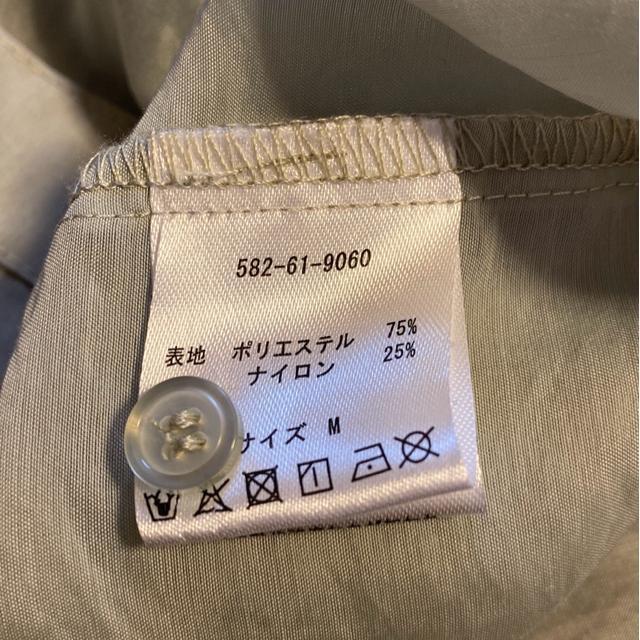 582-61-9060
表地 ポリエステル 75%
ナイロン 25%
サイズ M